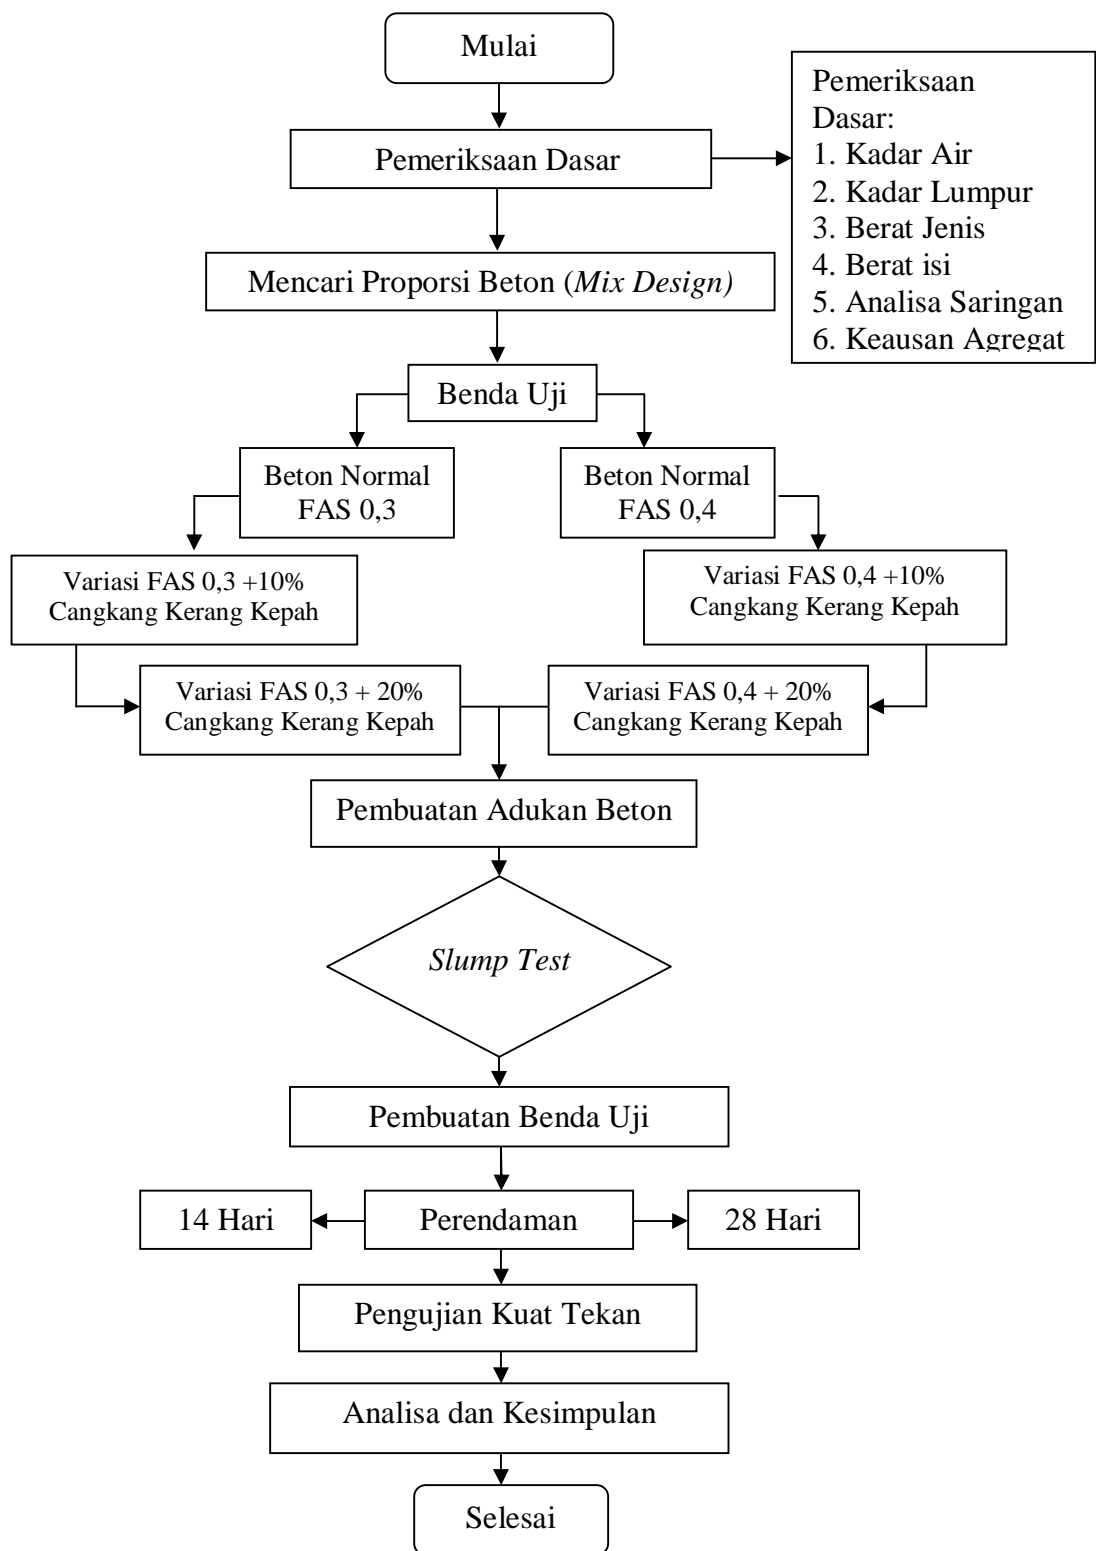 Mulai
Pemeriksaan
Dasar:
1. Kadar Air
2. Kadar Lumpur
3. Berat Jenis
4. Berat isi
5. Analisa Saringan
6. Keausan Agregat
Pemeriksaan Dasar
Mencari Proporsi Beton (Mix Design)
Benda Uji
Beton Normal
FAS 0,3
Beton Normal
FAS 0,4
Variasi FAS 0,3 +10%
Cangkang Kerang Kepah
Variasi FAS 0,4 +10%
Cangkang Kerang Kepah
Variasi FAS 0,3 + 20%
Cangkang Kerang Kepah
Variasi FAS 0,4 + 20%
Cangkang Kerang Kepah
Pembuatan Adukan Beton
Slump Test
Pembuatan Benda Uji
14 Hari
Perendaman
28 Hari
Pengujian Kuat Tekan
Analisa dan Kesimpulan
Selesai